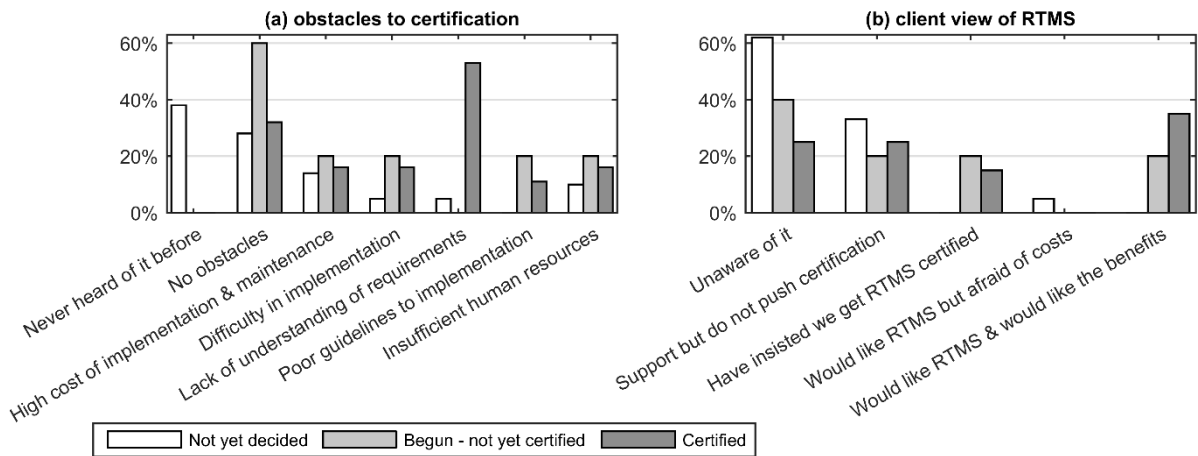 (a) obstacles to certification
60%
40%
20%
0%
Never heard of it before
No obstacles
High cost of implementation & maintenance
Difficulty in implementation
Lack of understanding of requirements
Poor guidelines to implementation
Insufficient human resources
(b) client view of RTMS
60%
40%
20%
0%
Unaware of it
Support but do not push certification
Have insisted we get RTMS certified
Would like RTMS but afraid of costs
Would like RTMS & would like the benefits
Not yet decided
Begun - not yet certified
Certified